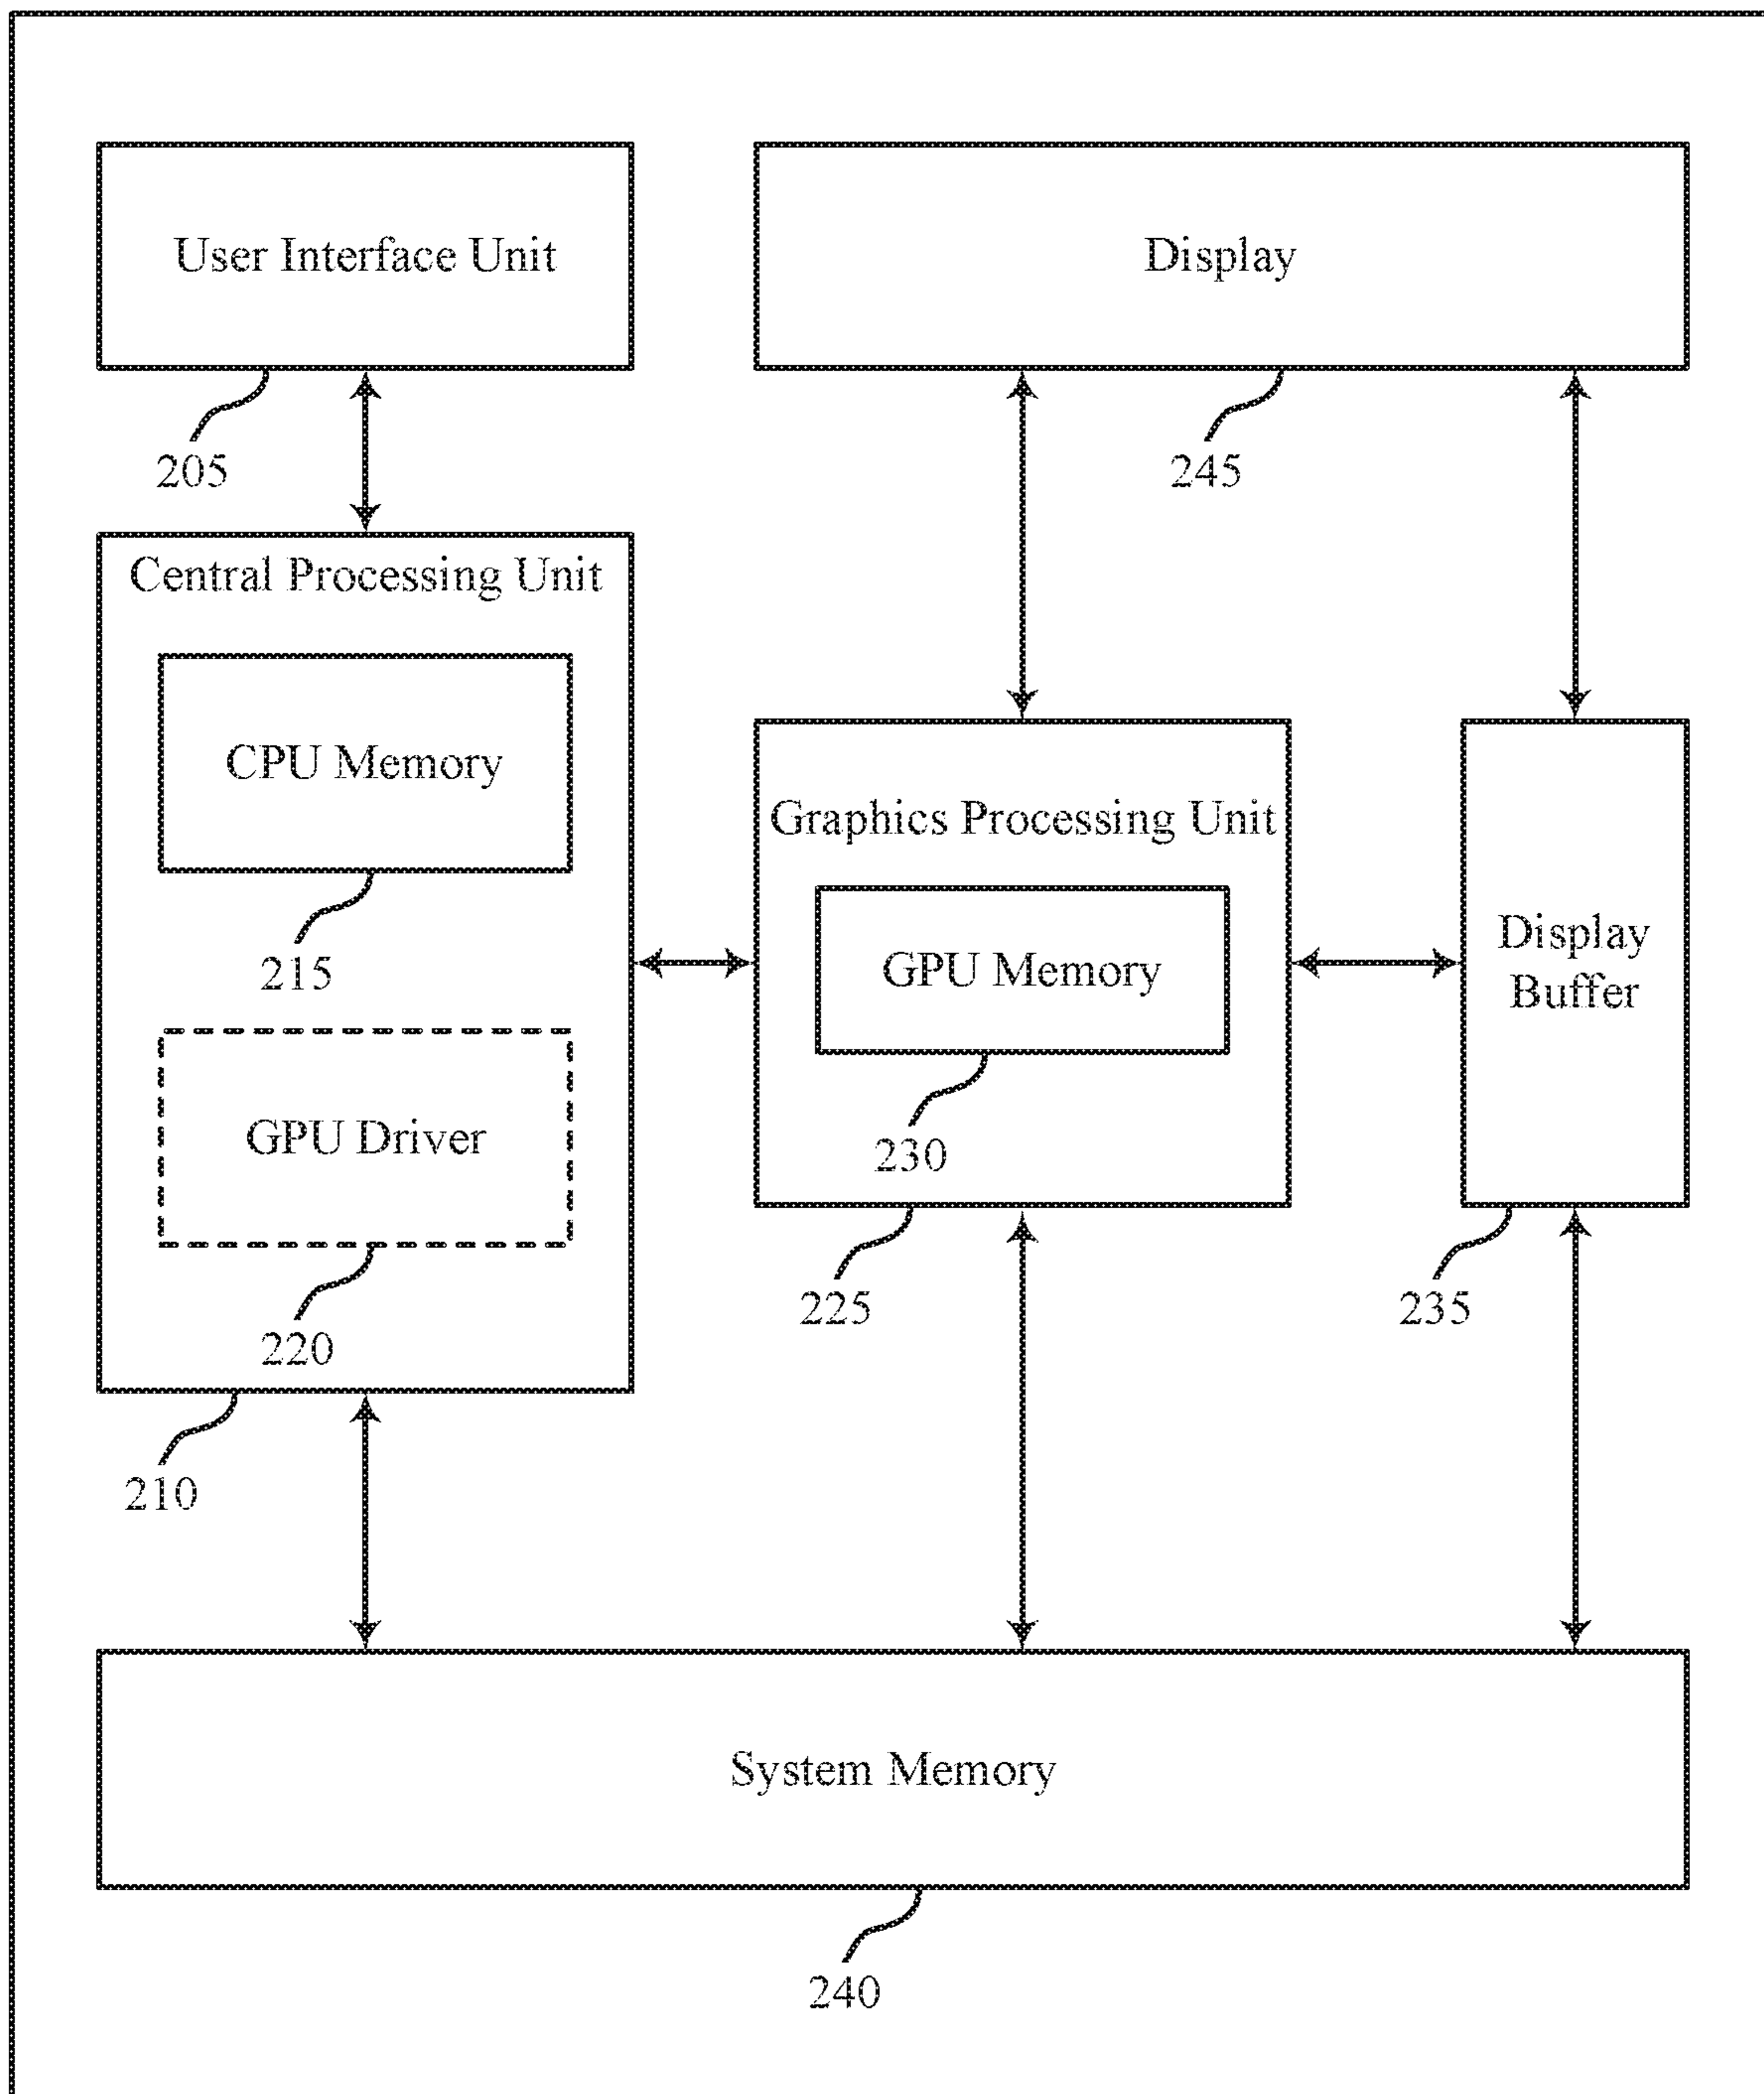 User Interface Unit
205
Display
245
Central Processing Unit
CPU Memory
215
GPU Driver
220
210
Graphics Processing Unit
GPU Memory
230
225
Display
Buffer
235
System Memory
240